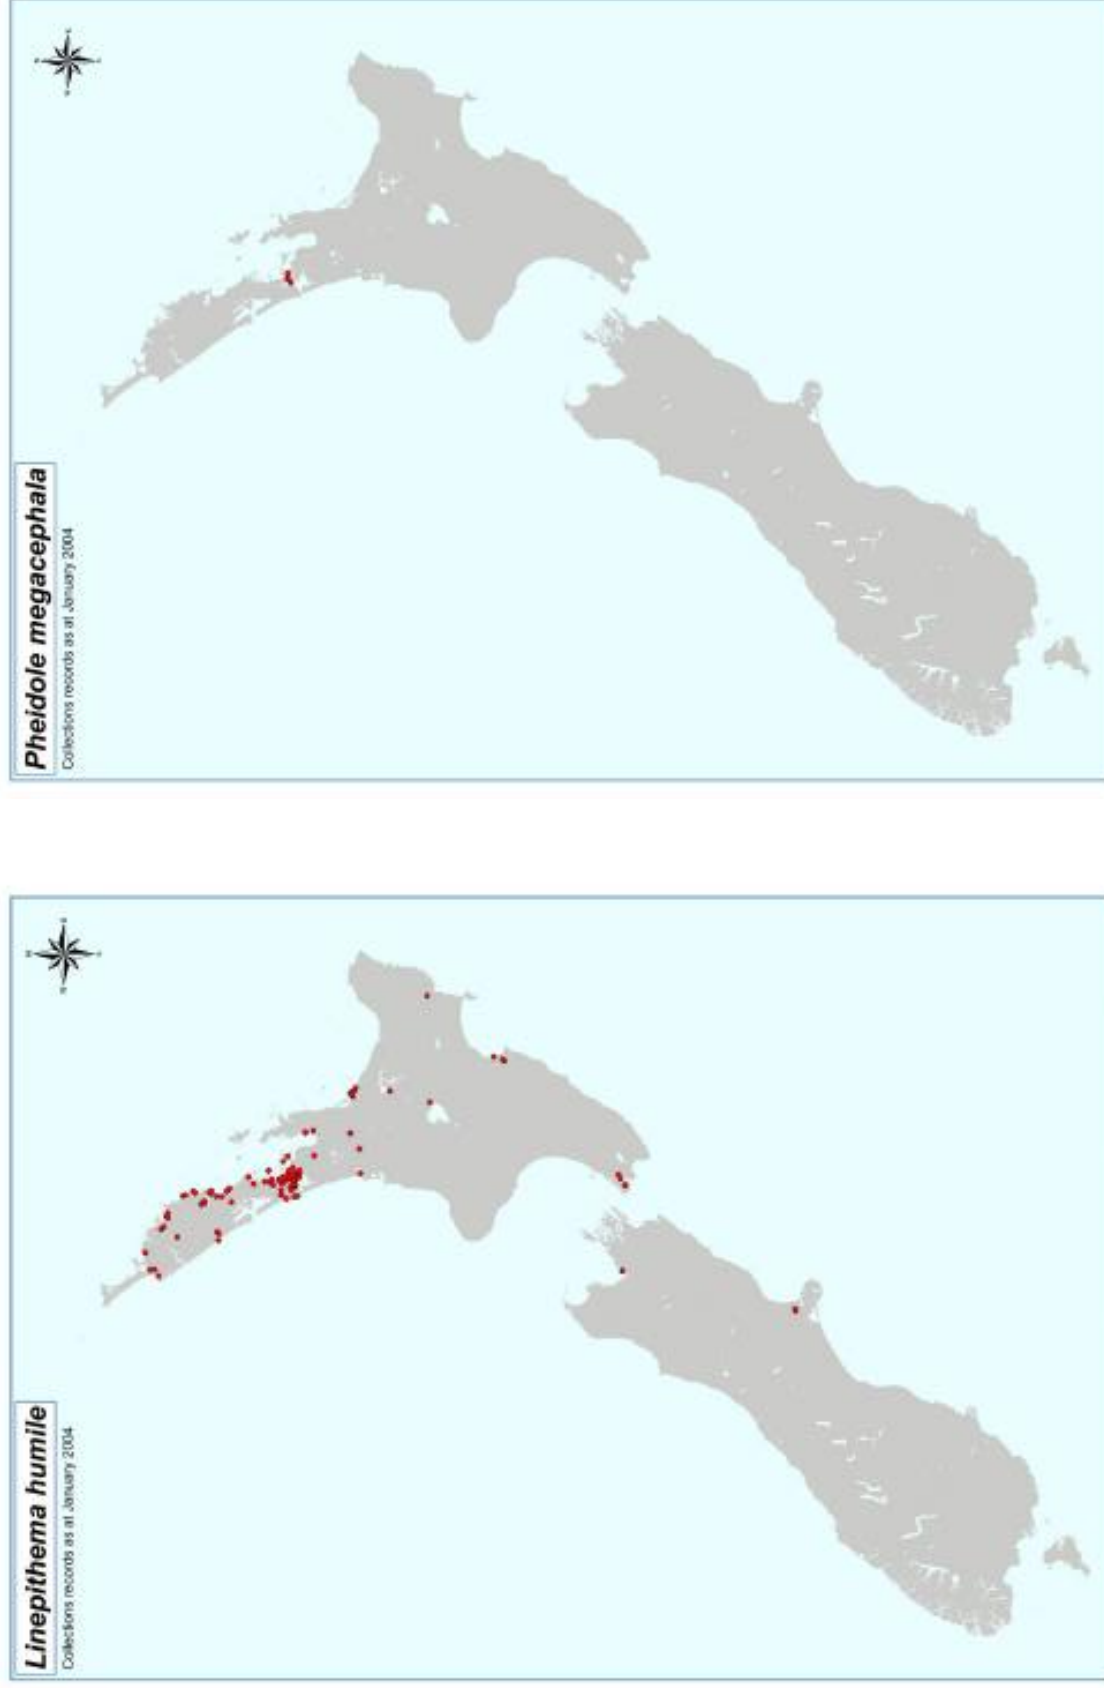 Pheidole megacephala
Collections records as at January 2004
Linepithema humile
Collections records as at January 2004